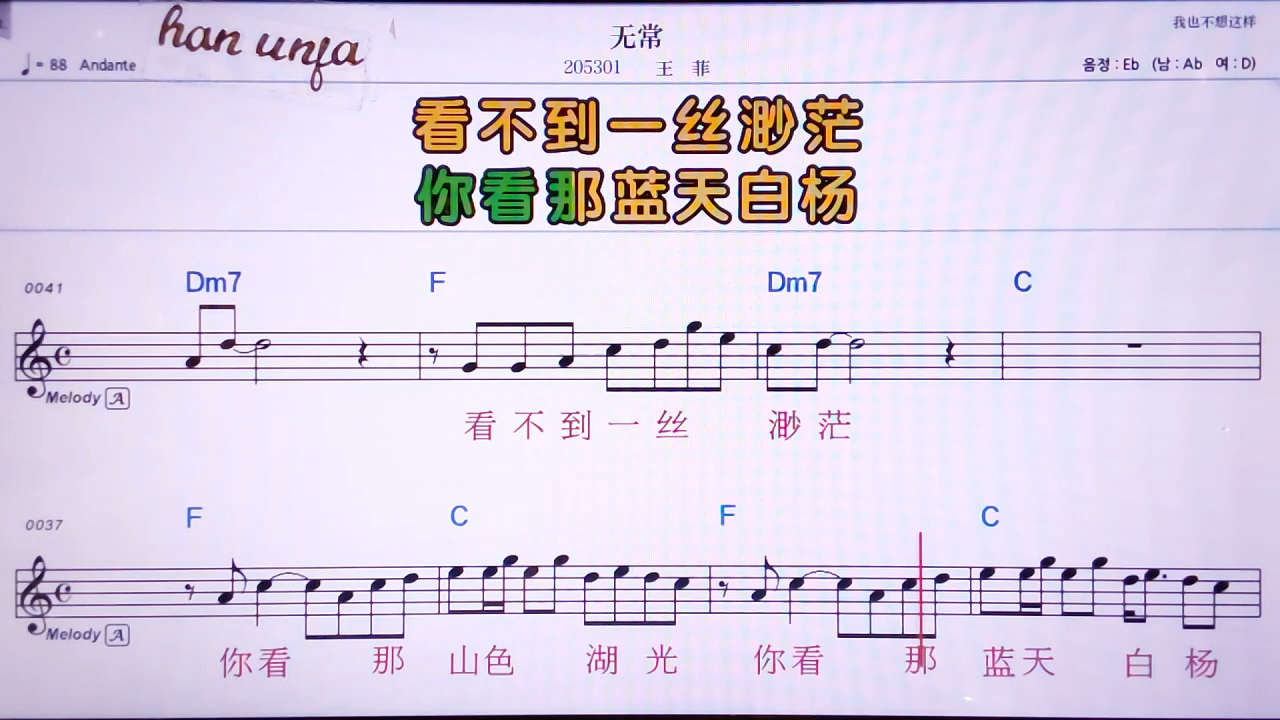 han unfa
无常
我也不想这样
♩= 88 Andante
205301 王 菲
음정 : Eb (남 : Ab 여 : D)
看不到一丝渺茫
你看那蓝天白杨
0041
Dm7 F Dm7 C
Melody A
看 不 到 一 丝 渺 茫
0037
F C F C
Melody A
你看 那 山色 湖 光 你看 那 蓝天 白 杨